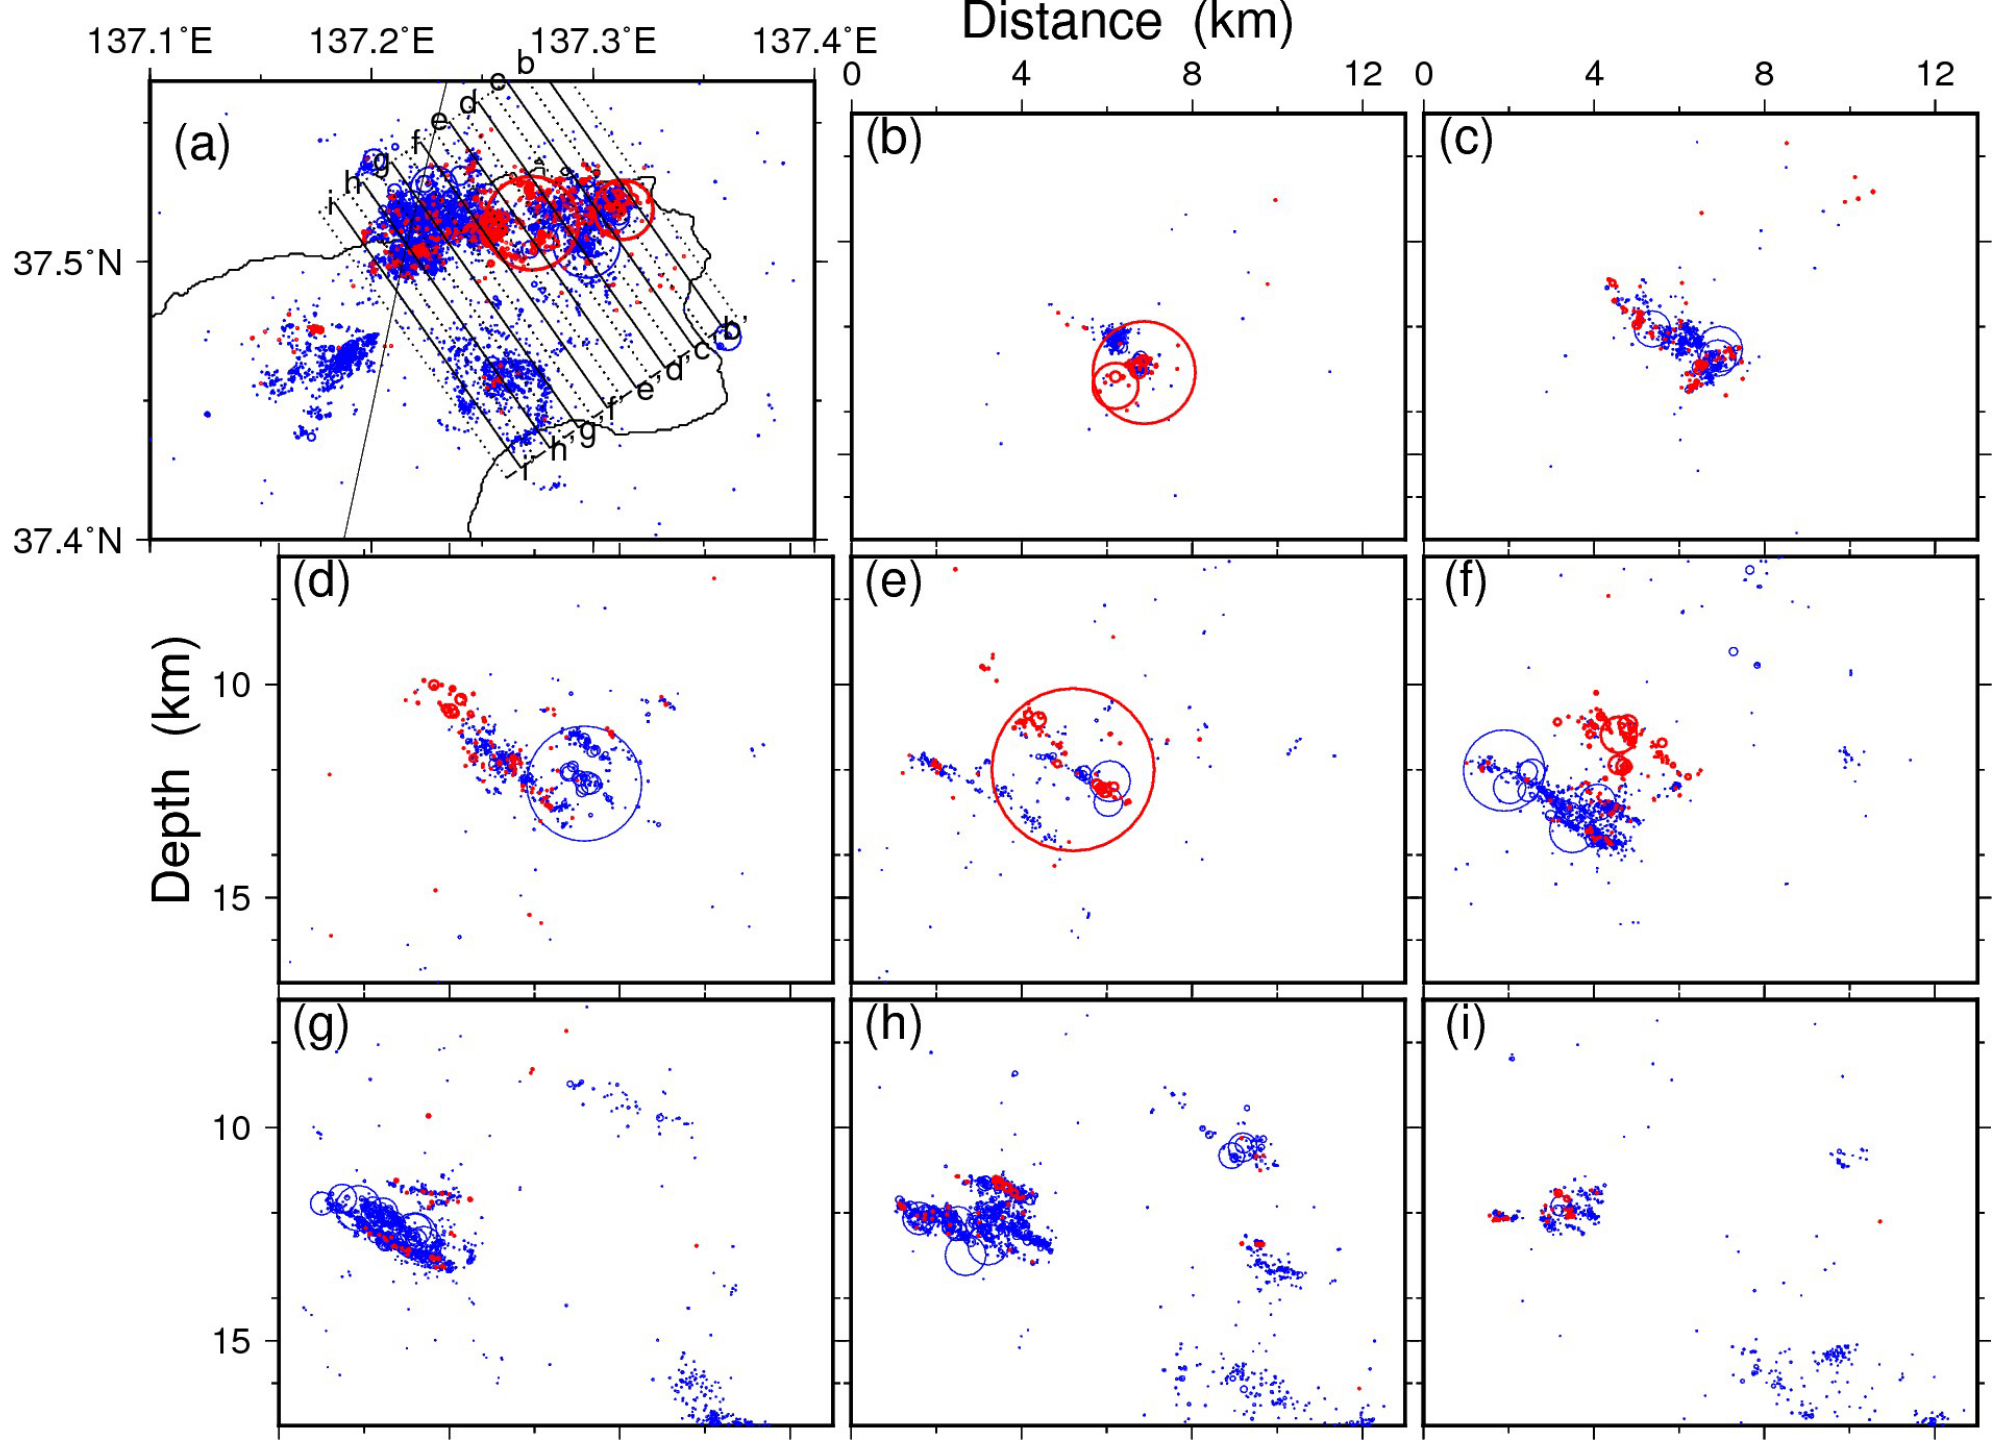 Distance (km)
137.1°E 137.2°E 137.3°E 137.4°E
0 4 8 12 0 4 8 12
b
c
d
e
f
g
h
i
(a) (b) (c)
37.5°N
b'
c'
d'
e'
f'
g'
h'
i'
37.4°N
(d) (e) (f)
Depth (km)
10
15
(g) (h) (i)
10
15